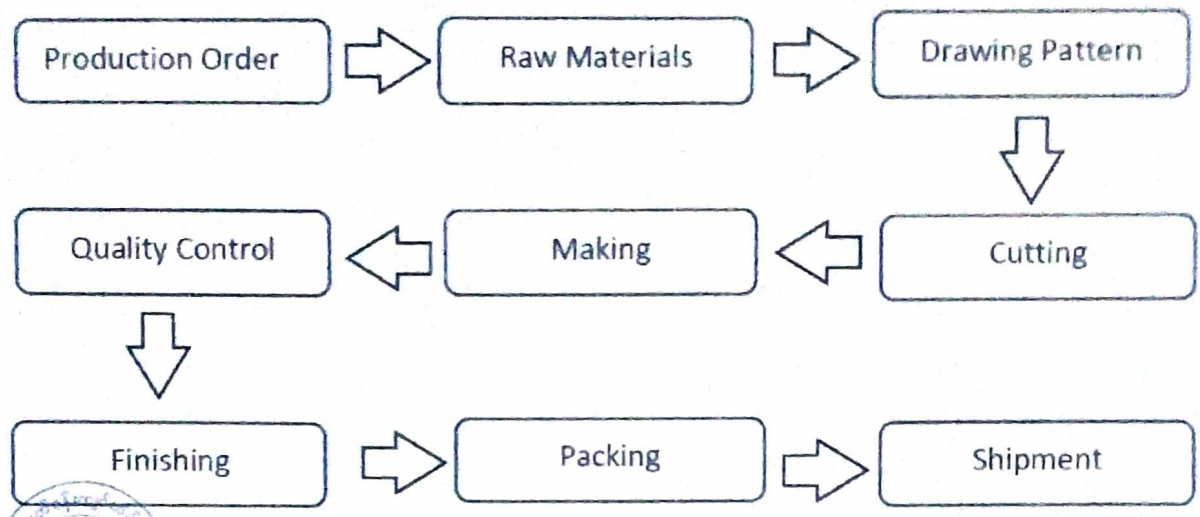 Production Order
Raw Materials
Drawing Pattern
Cutting
Making
Quality Control
Finishing
Packing
Shipment